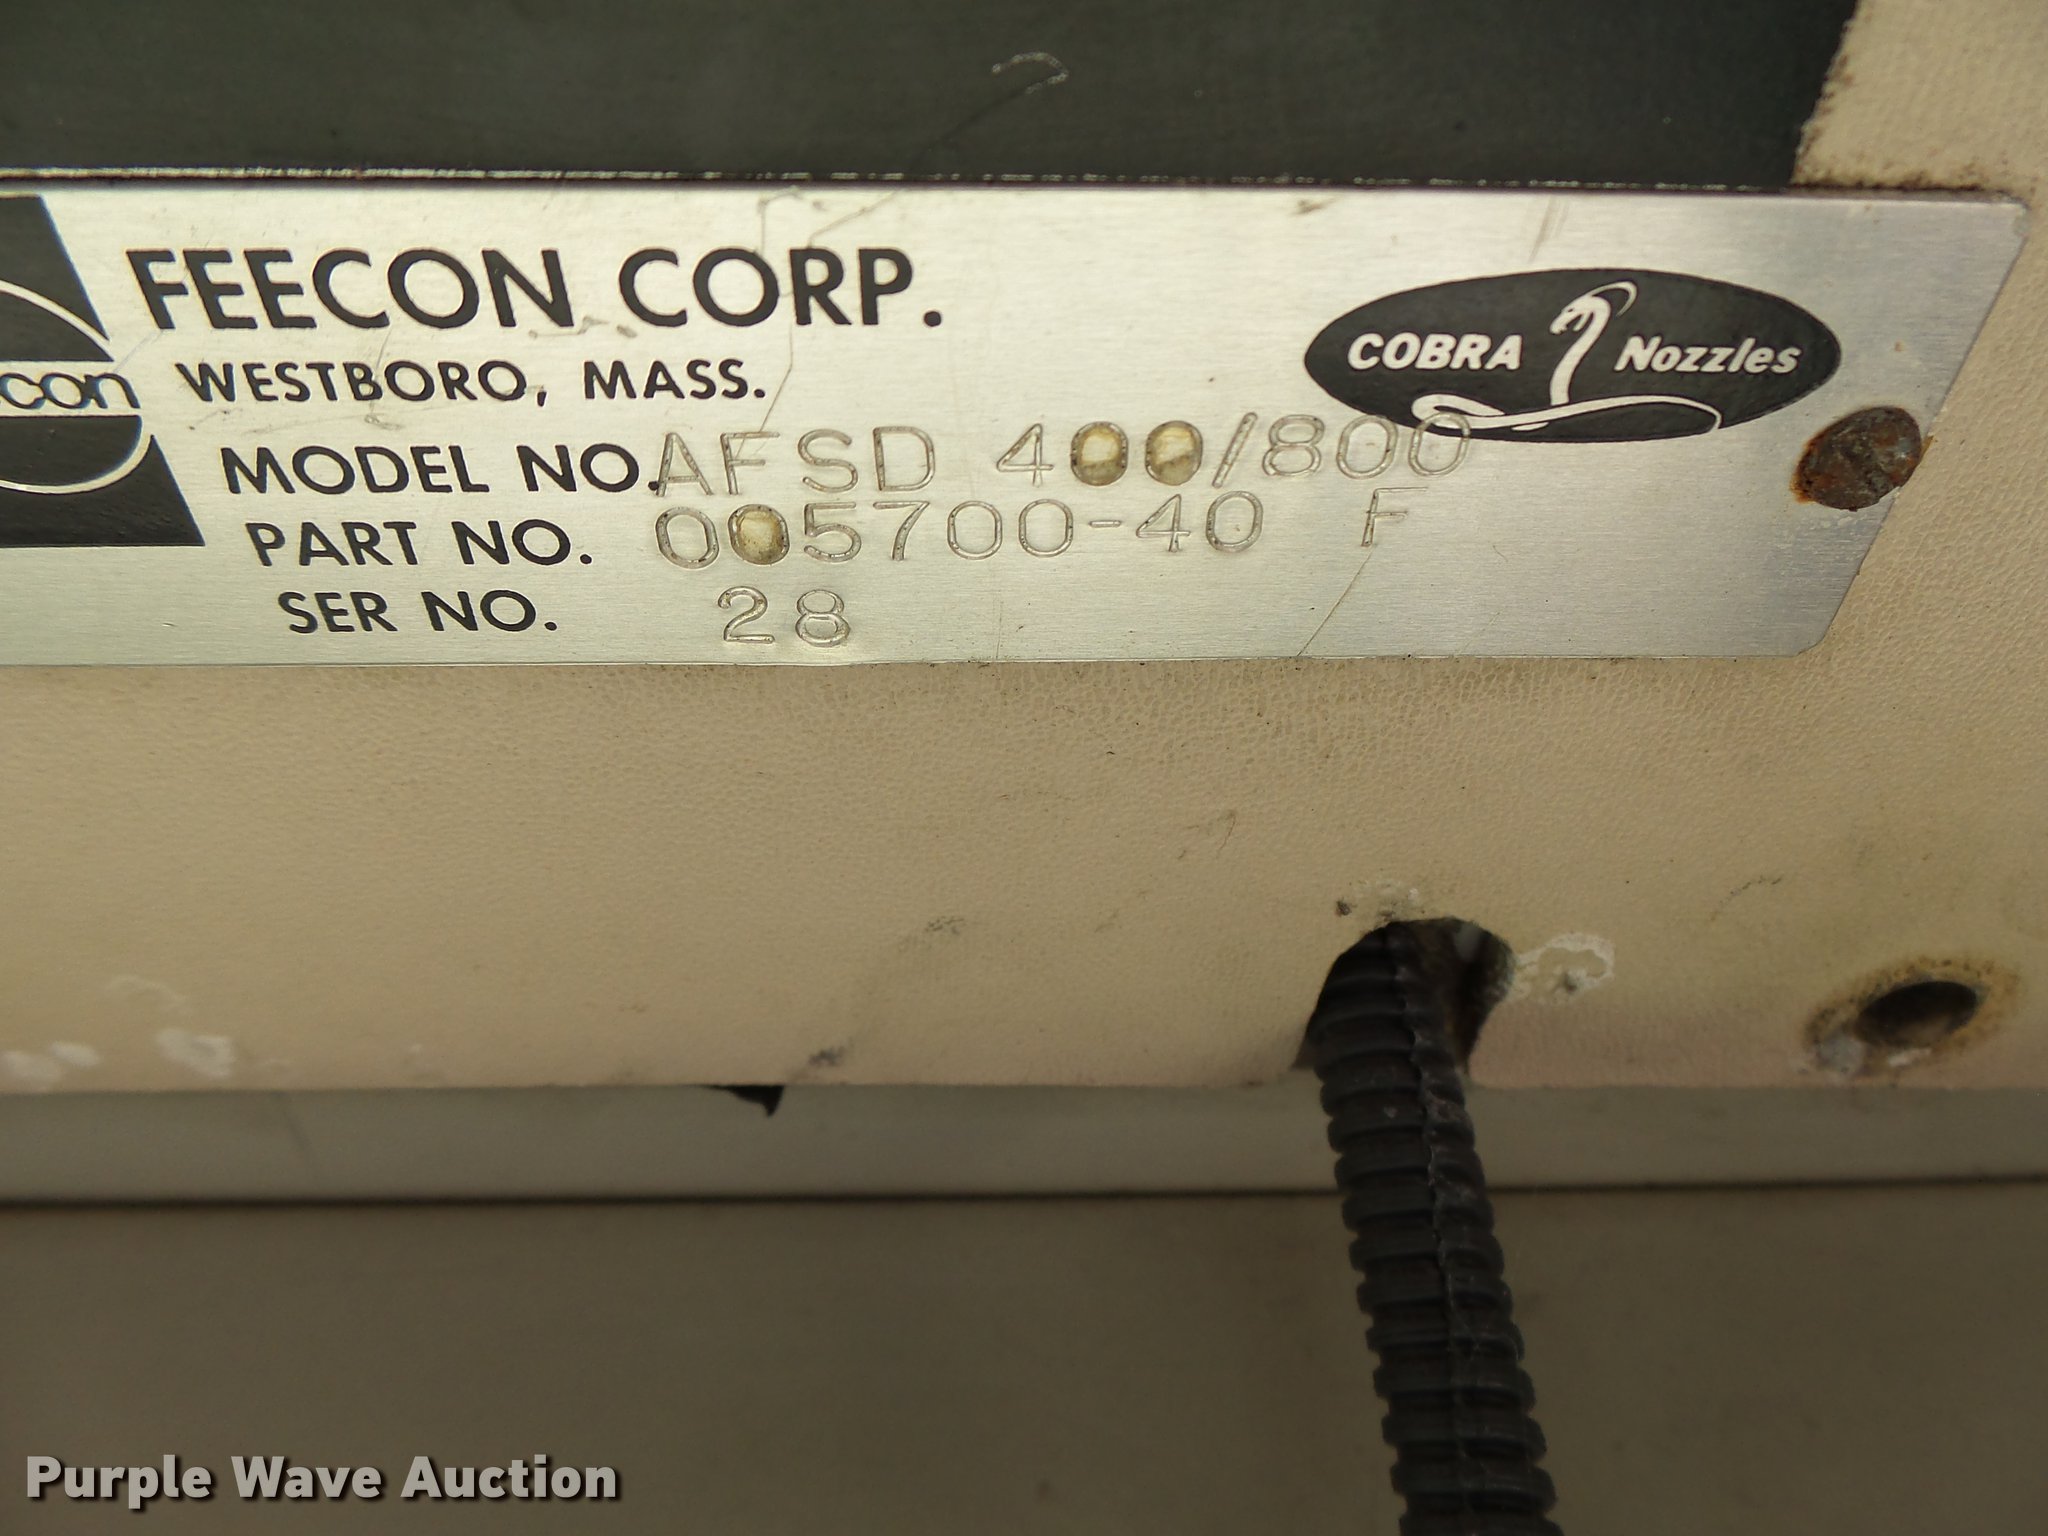 FEECON CORP.
WESTBORO, MASS.
con
COBRA Nozzles
MODEL NO. AFSD 400/800
PART NO. 005700-40 F
SER NO. 28
Purple Wave Auction